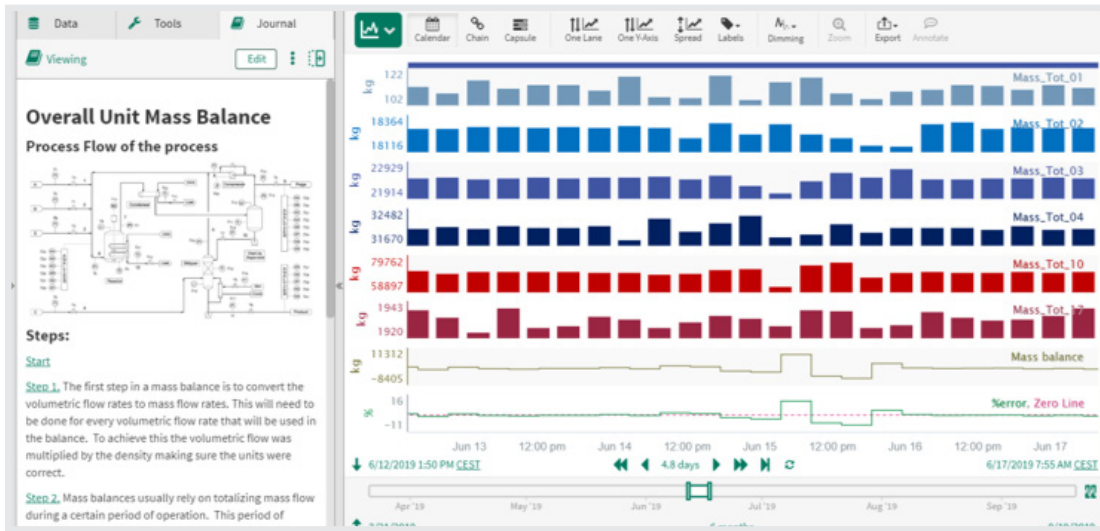 Data
Tools
Journal
Viewing
Edit
Overall Unit Mass Balance
Process Flow of the process
Steps:
Start
Step 1. The first step in a mass balance is to convert the
volumetric flow rates to mass flow rates. This will need to
be done for every volumetric flow rate that will be used in
the balance. To achieve this the volumetric flow was
multiplied by the density making sure the units were
correct.
Step 2. Mass balances usually rely on totalizing mass flow
during a certain period of operation. This period of
Calendar
Chain
Capsule
One Lane
One Y-Axis
Spread
Labels
Dimming
Zoom
Export
Annotate
kg
122
102
Mass_Tot_01
kg
18364
18116
Mass_Tot_02
kg
22929
21914
Mass_Tot_03
kg
32482
31670
Mass_Tot_04
kg
79762
58897
Mass_Tot_10
kg
1943
1920
Mass_Tot_17
kg
11312
-8405
Mass balance
%
16
-11
%error, Zero Line
Jun 13
12:00 pm
Jun 14
12:00 pm
Jun 15
12:00 pm
Jun 16
12:00 pm
Jun 17
6/12/2019 1:50 PM CEST
4.8 days
6/17/2019 7:55 AM CEST
Apr '19
May '19
Jun '19
Jul '19
Aug '19
Sep '19